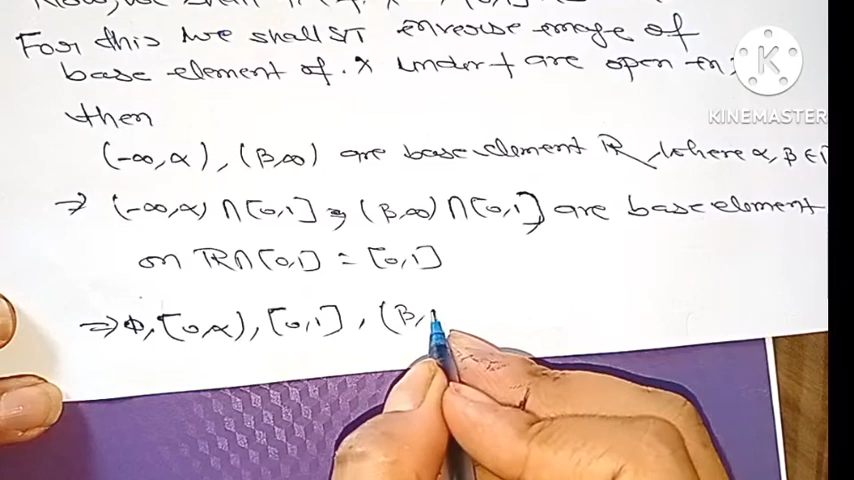 For this we shall ST inverse image of
base element of X under f are open in
then
(-∞, α), (β, ∞) are base element ℝ, where α, β ∈
⇒ (-∞, α) ∩ [0, 1], (β, ∞) ∩ [0, 1] are base element
on ℝ ∩ [0, 1] = [0, 1]
⇒ Φ, [0, α), [0, 1], (β,
KINEMASTER